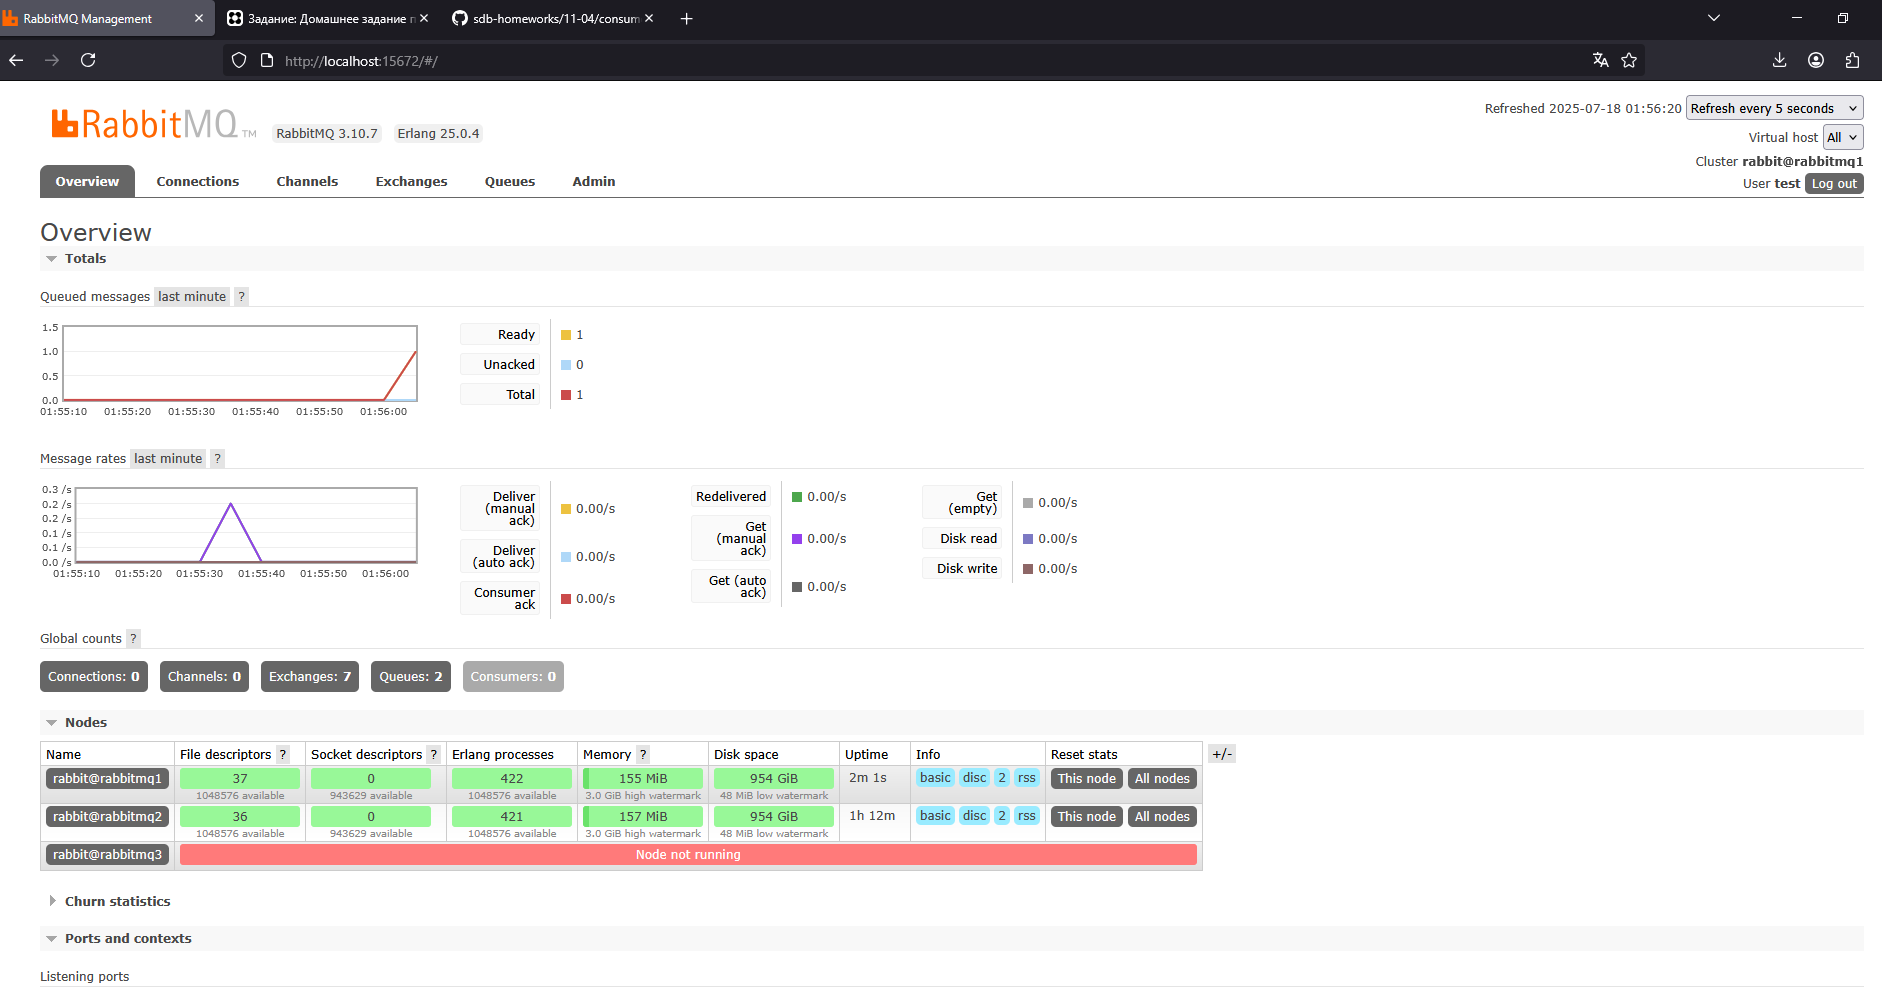 RabbitMQ Management
Задание: Домашнее задание п
sdb-homeworks/11-04/consum
http://localhost:15672/#/
RabbitMQ TM
RabbitMQ 3.10.7
Erlang 25.0.4
Refreshed 2025-07-18 01:56:20
Refresh every 5 seconds
Virtual host All
Cluster rabbit@rabbitmq1
User test Log out
Overview
Connections
Channels
Exchanges
Queues
Admin
Overview
Totals
Queued messages last minute ?
1.5
1.0
0.5
0.0
01:55:10 01:55:20 01:55:30 01:55:40 01:55:50 01:56:00
Ready 1
Unacked 0
Total 1
Message rates last minute ?
0.3 /s
0.2 /s
0.2 /s
0.1 /s
0.1 /s
0.0 /s
01:55:10 01:55:20 01:55:30 01:55:40 01:55:50 01:56:00
Deliver
(manual
ack)
0.00/s
Deliver
(auto ack)
0.00/s
Consumer
ack
0.00/s
Redelivered 0.00/s
Get
(manual
ack)
0.00/s
Get (auto
ack)
0.00/s
Get
(empty)
0.00/s
Disk read 0.00/s
Disk write 0.00/s
Global counts ?
Connections: 0
Channels: 0
Exchanges: 7
Queues: 2
Consumers: 0
Nodes
Name File descriptors ? Socket descriptors ? Erlang processes Memory ? Disk space Uptime Info Reset stats +/-
rabbit@rabbitmq1 37 0 422 155 MiB 954 GiB 2m 1s basic disc 2 rss This node All nodes
1048576 available 943629 available 1048576 available 3.0 GiB high watermark 48 MiB low watermark
rabbit@rabbitmq2 36 0 421 157 MiB 954 GiB 1h 12m basic disc 2 rss This node All nodes
1048576 available 943629 available 1048576 available 3.0 GiB high watermark 48 MiB low watermark
rabbit@rabbitmq3 Node not running
Churn statistics
Ports and contexts
Listening ports